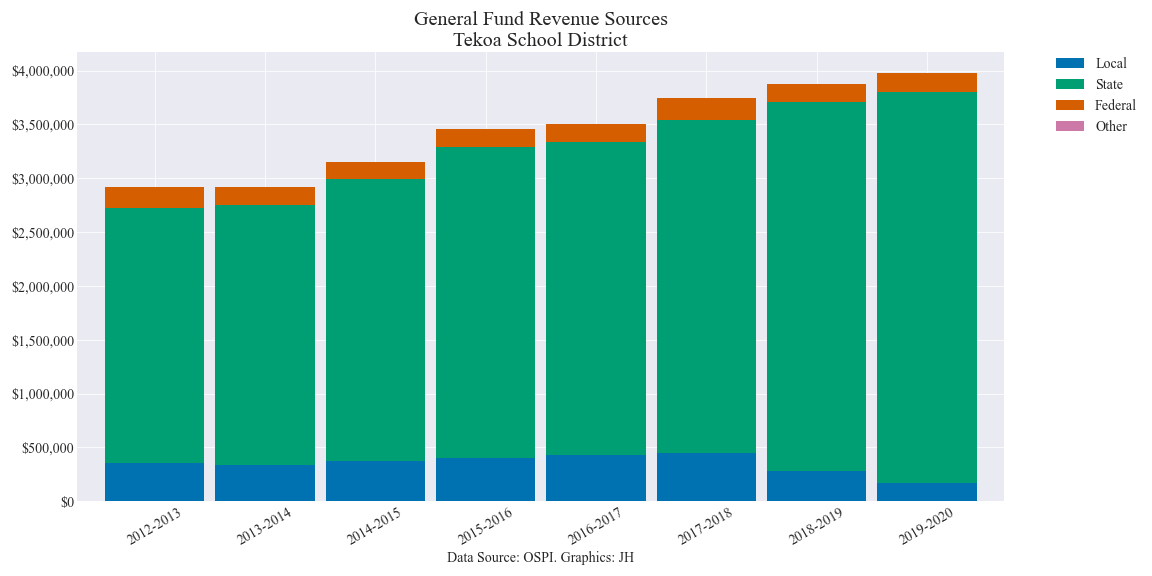 General Fund Revenue Sources
Tekoa School District
Local
State
Federal
Other
$4,000,000
$3,500,000
$3,000,000
$2,500,000
$2,000,000
$1,500,000
$1,000,000
$500,000
$0
2012-2013
2013-2014
2014-2015
2015-2016
2016-2017
2017-2018
2018-2019
2019-2020
Data Source: OSPI. Graphics: JH